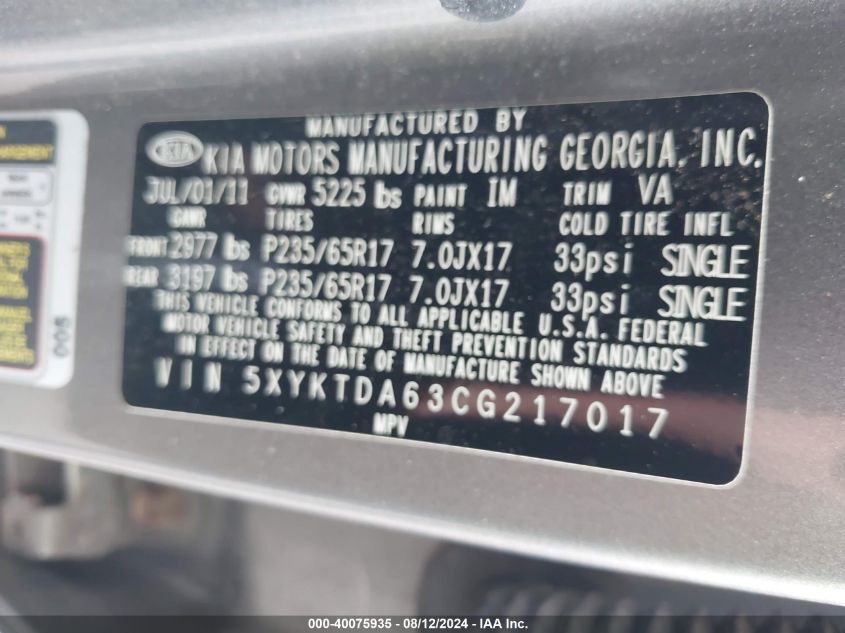 MANUFACTURED BY
KIA KIA MOTORS MANUFACTURING GEORGIA, INC.
JUL/01/11 GVWR 5225 lbs PAINT IM TRIM VA
GAWR TIRES RIMS COLD TIRE INFL
FRONT 2977 lbs P235/65R17 7.0JX17 33psi SINGLE
REAR 3197 lbs P235/65R17 7.0JX17 33psi SINGLE
THIS VEHICLE CONFORMS TO ALL APPLICABLE U.S.A. FEDERAL
MOTOR VEHICLE SAFETY AND THEFT PREVENTION STANDARDS
IN EFFECT ON THE DATE OF MANUFACTURE SHOWN ABOVE
VIN 5XYKTDA63CG217017
MPV
005
000-40075935 - 08/12/2024 - IAA Inc.